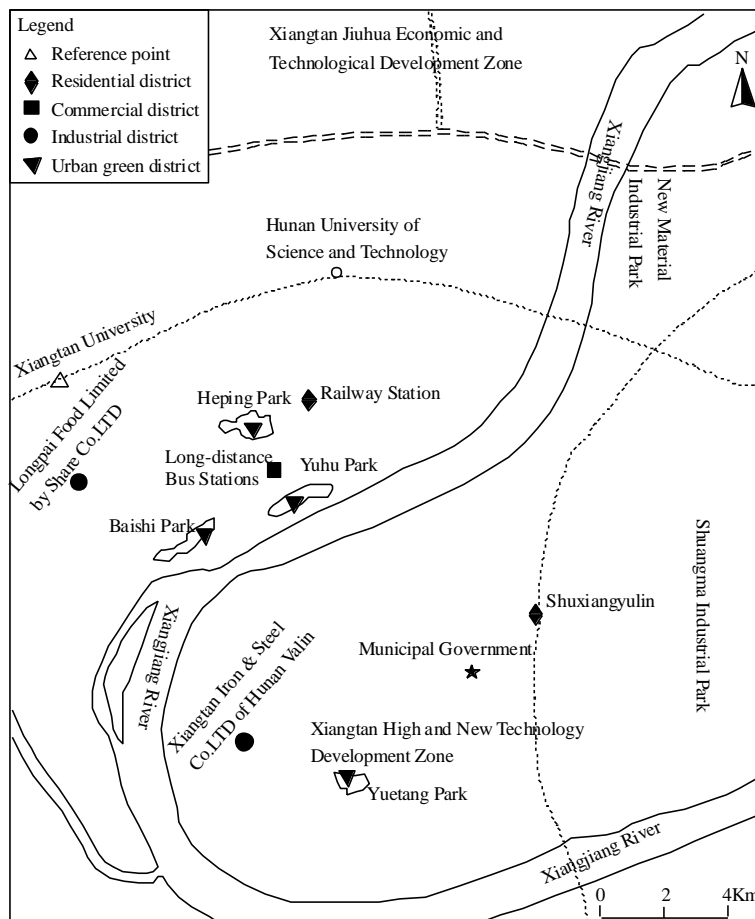 Legend
Reference point
Residential district
Commercial district
Industrial district
Urban green district
Xiangtan Jiuhua Economic and
Technological Development Zone
N
Xiangjiang River
New Material
Industrial Park
Hunan University of
Science and Technology
Xiangtan University
Longpai Food Limited
by Share Co.LTD
Heping Park
Railway Station
Long-distance
Bus Stations
Yuhu Park
Baishi Park
Shuxiangyulin
Shuangma Industrial Park
Municipal Government
Xiangjiang River
Xiangtan Iron & Steel
Co.LTD of Hunan Valin
Xiangtan High and New Technology
Development Zone
Yuetang Park
Xiangjiang River
0 2 4Km